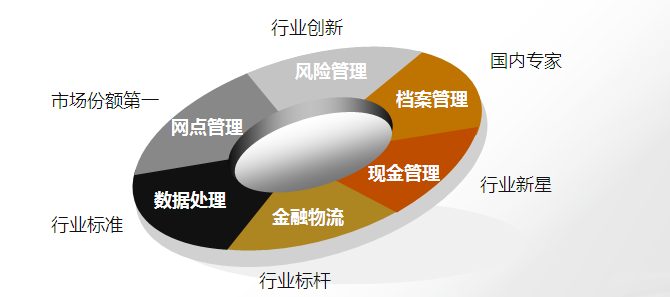 行业创新
风险管理
国内专家
档案管理
市场份额第一
网点管理
现金管理
行业新星
数据处理
金融物流
行业标准
行业标杆